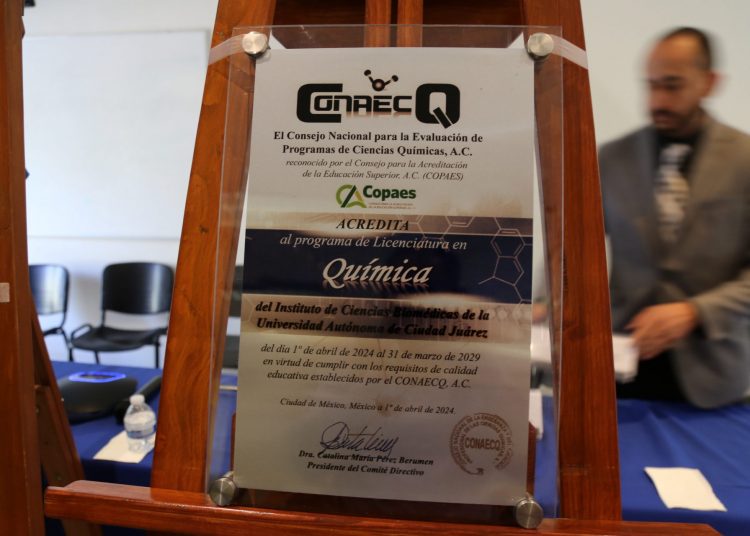 CONAECQ
El Consejo Nacional para la Evaluación de
Programas de Ciencias Químicas, A.C.
reconocido por el Consejo para la Acreditación
de la Educación Superior, A.C. (COPAES)
Copaes
ACREDITA
al programa de Licenciatura en
Química
del Instituto de Ciencias Biomédicas de la
Universidad Autónoma de Ciudad Juárez
del día 1º de abril de 2024 al 31 de marzo de 2029
en virtud de cumplir con los requisitos de calidad
educativa establecidos por el CONAECQ, A.C.
Ciudad de México, México a 1º de abril de 2024.
Dra. Catalina María Pérez Berumen
Presidente del Comité Directivo
CONAECQ